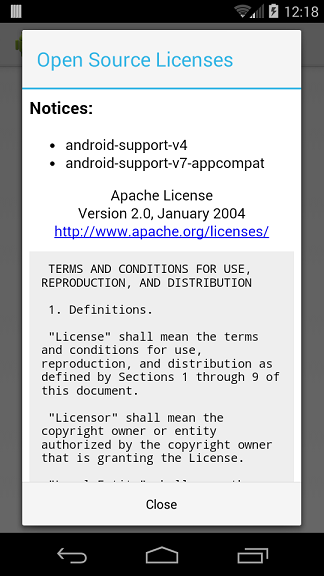 12:18
Open Source Licenses
Notices:
• android-support-v4
• android-support-v7-appcompat
Apache License
Version 2.0, January 2004
http://www.apache.org/licenses/
TERMS AND CONDITIONS FOR USE,
REPRODUCTION, AND DISTRIBUTION
1. Definitions.
"License" shall mean the terms
and conditions for use,
reproduction, and distribution as
defined by Sections 1 through 9 of
this document.
"Licensor" shall mean the
copyright owner or entity
authorized by the copyright owner
that is granting the License.
Close